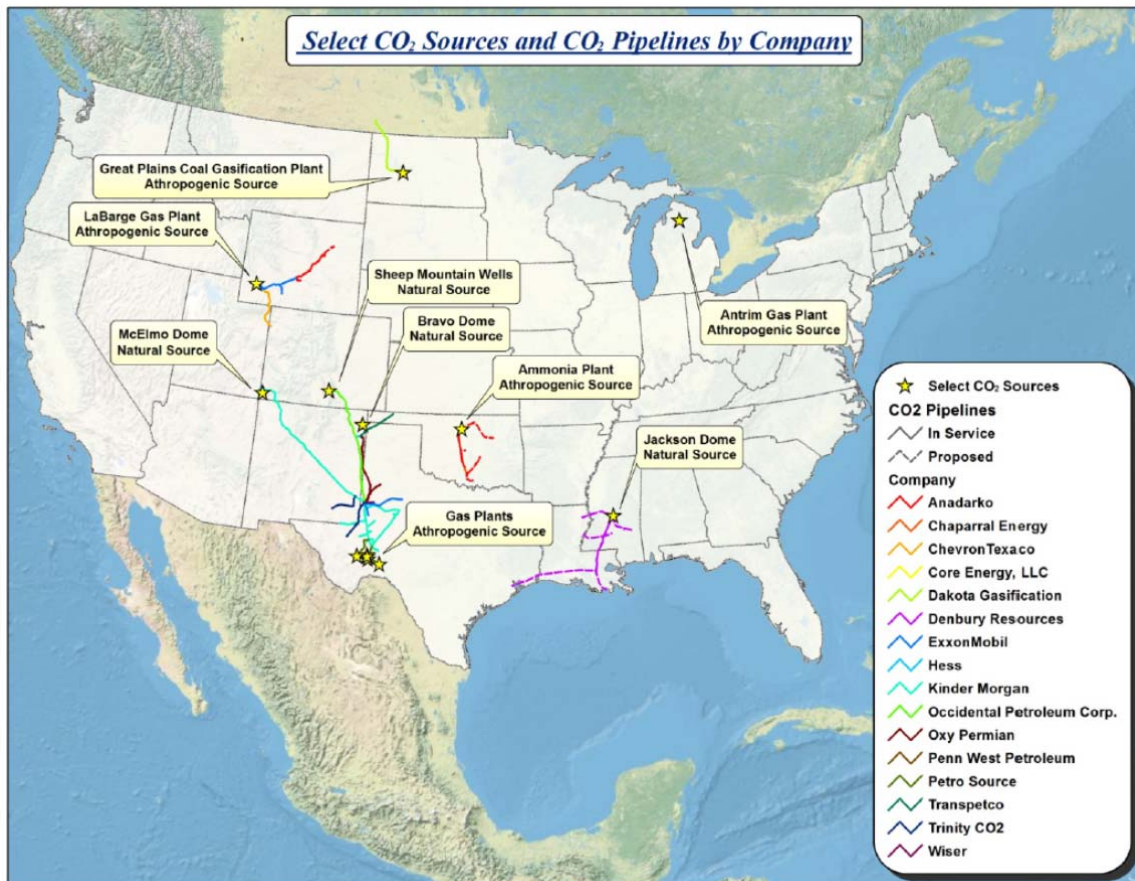 Select CO₂ Sources and CO₂ Pipelines by Company
Great Plains Coal Gasification Plant
Athropogenic Source
LaBarge Gas Plant
Athropogenic Source
Sheep Mountain Wells
Natural Source
McElmo Dome
Natural Source
Bravo Dome
Natural Source
Antrim Gas Plant
Athropogenic Source
Ammonia Plant
Athropogenic Source
Jackson Dome
Natural Source
Gas Plants
Athropogenic Source
Select CO₂ Sources
CO2 Pipelines
In Service
Proposed
Company
Anadarko
Chaparral Energy
ChevronTexaco
Core Energy, LLC
Dakota Gasification
Denbury Resources
ExxonMobil
Hess
Kinder Morgan
Occidental Petroleum Corp.
Oxy Permian
Penn West Petroleum
Petro Source
Transpetco
Trinity CO2
Wiser